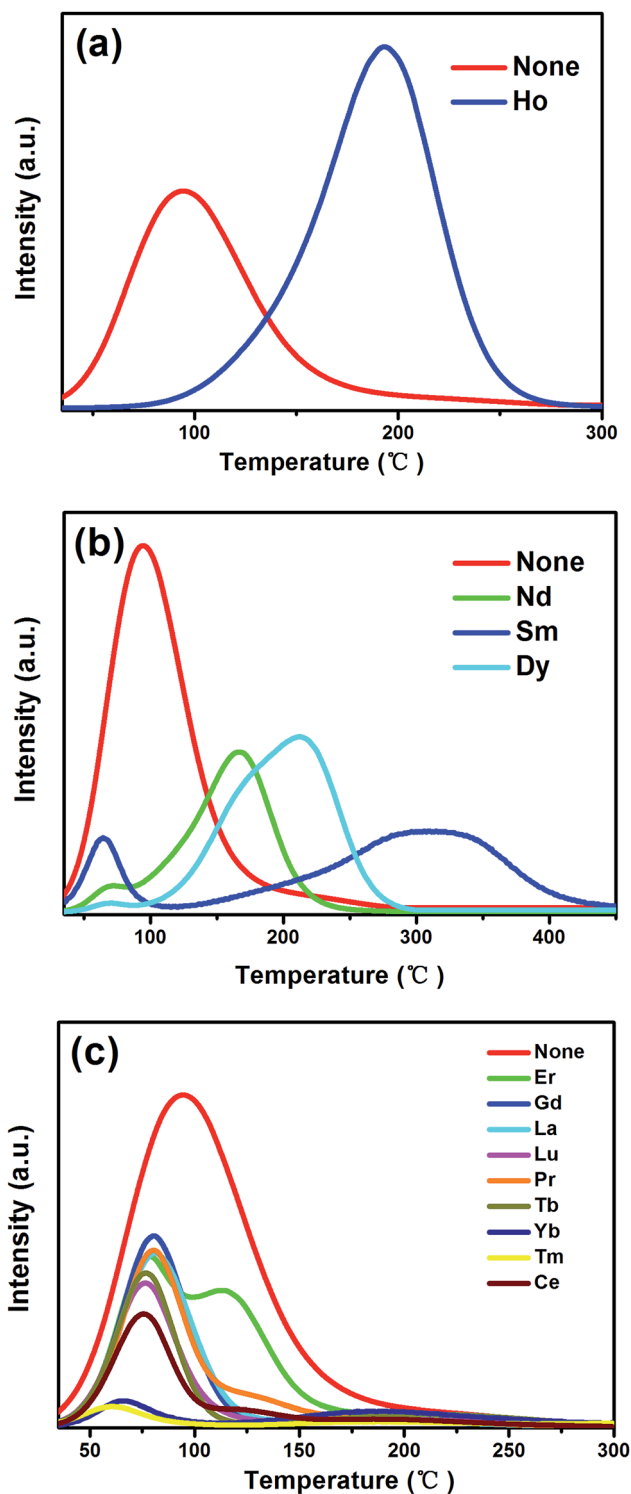 (a)
None
Ho
Intensity (a.u.)
100 200 300
Temperature (℃ )
(b)
None
Nd
Sm
Dy
Intensity (a.u.)
100 200 300 400
Temperature (℃ )
(c)
None
Er
Gd
La
Lu
Pr
Tb
Yb
Tm
Ce
Intensity (a.u.)
50 100 150 200 250 300
Temperature (℃ )